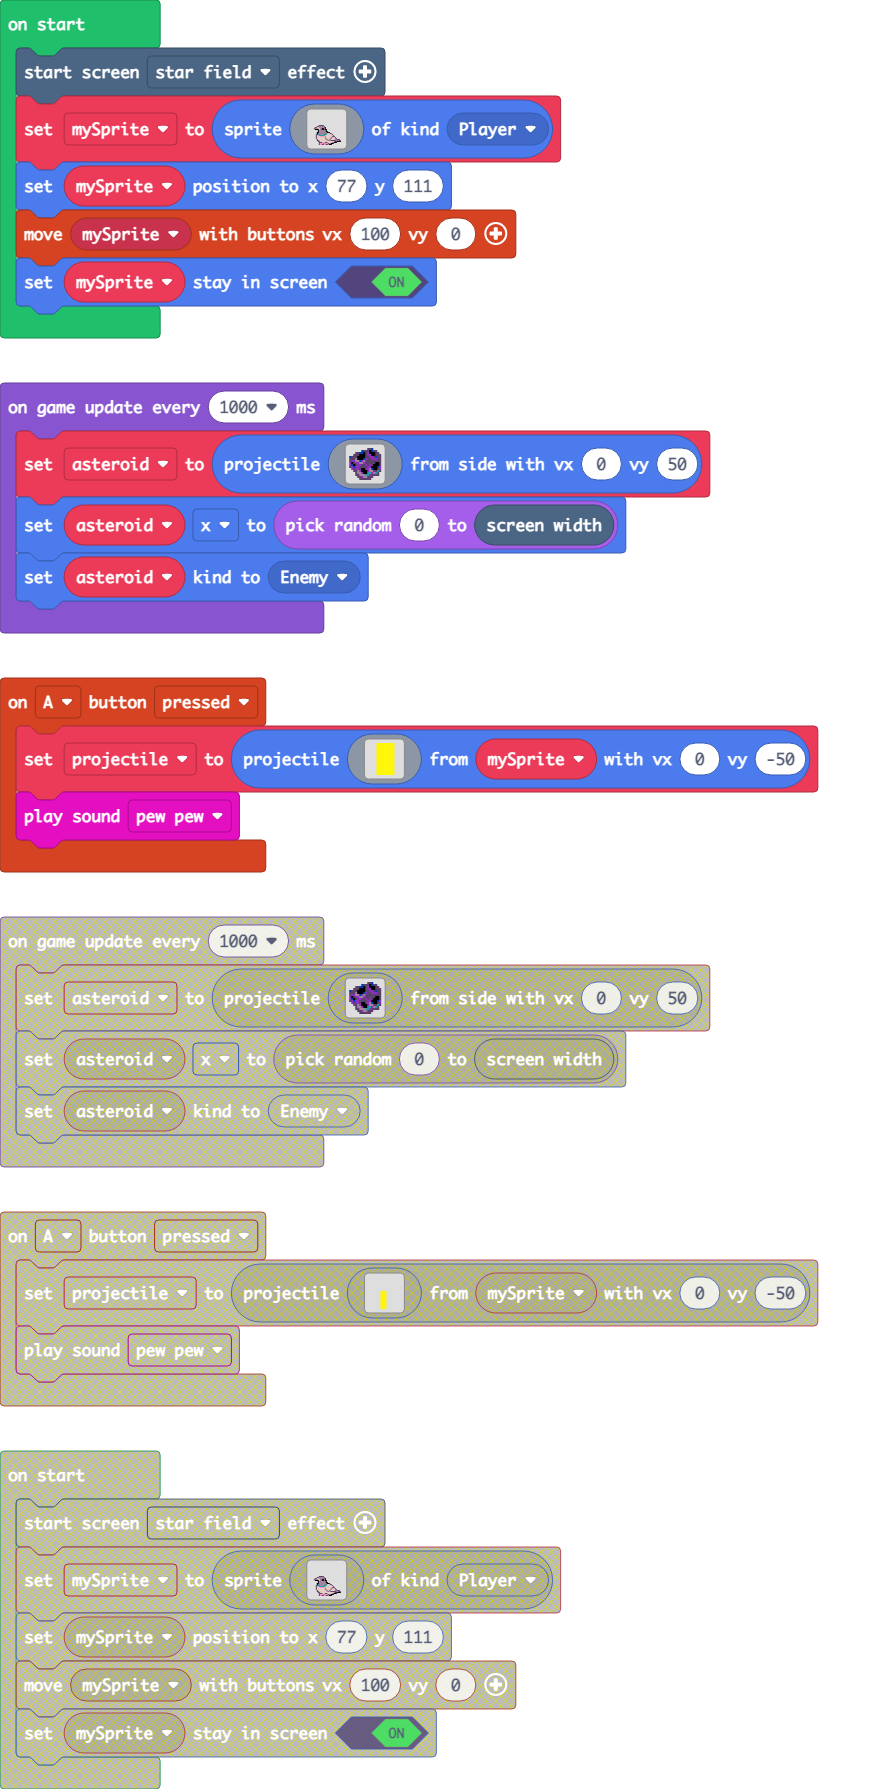 on start
start screen star field effect
set mySprite to sprite of kind Player
set mySprite position to x 77 y 111
move mySprite with buttons vx 100 vy 0
set mySprite stay in screen ON
on game update every 1000 ms
set asteroid to projectile from side with vx 0 vy 50
set asteroid x to pick random 0 to screen width
set asteroid kind to Enemy
on A button pressed
set projectile to projectile from mySprite with vx 0 vy -50
play sound pew pew
on game update every 1000 ms
set asteroid to projectile from side with vx 0 vy 50
set asteroid x to pick random 0 to screen width
set asteroid kind to Enemy
on A button pressed
set projectile to projectile from mySprite with vx 0 vy -50
play sound pew pew
on start
start screen star field effect
set mySprite to sprite of kind Player
set mySprite position to x 77 y 111
move mySprite with buttons vx 100 vy 0
set mySprite stay in screen ON